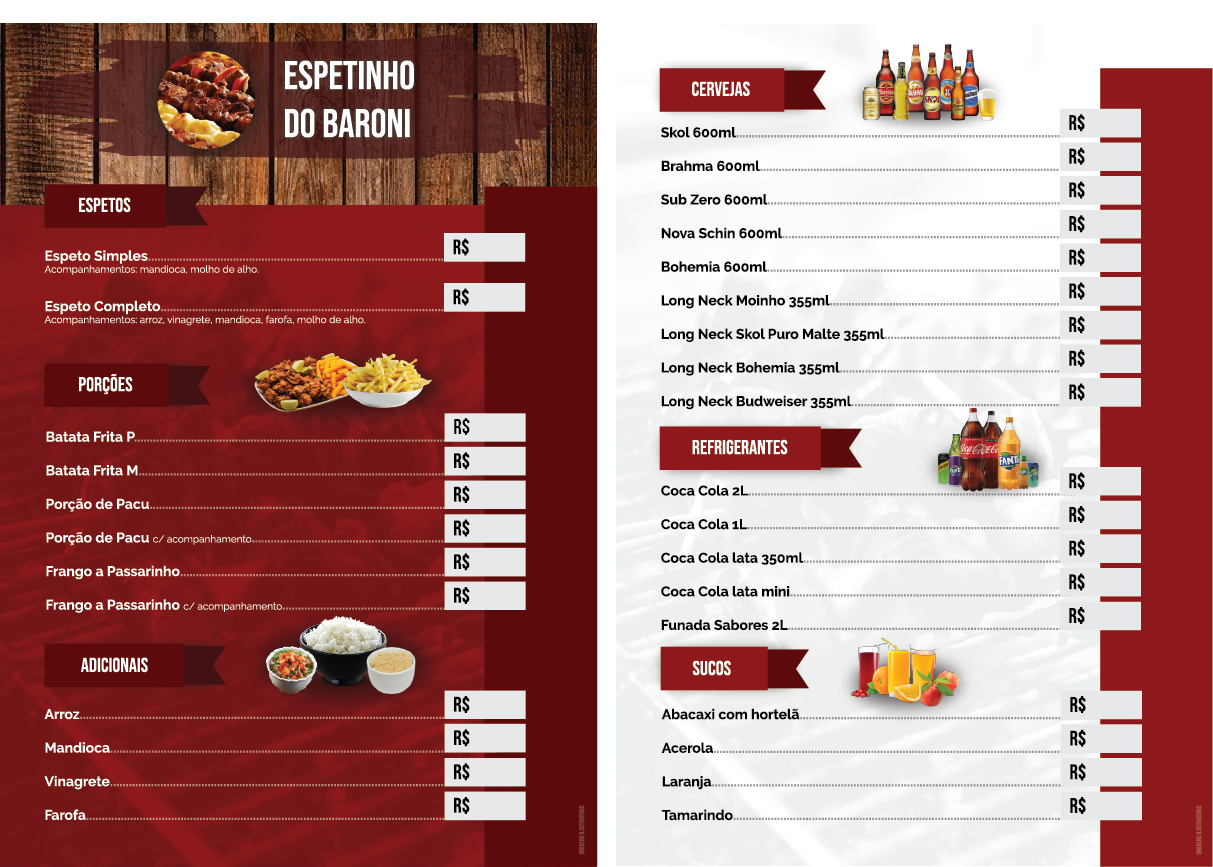 ESPETINHO
DO BARONI
ESPETOS
Espeto Simples R$
Acompanhamentos: mandioca, molho de alho.
Espeto Completo R$
Acompanhamentos: arroz, vinagrete, mandioca, farofa, molho de alho.
PORÇÕES
Batata Frita P R$
Batata Frita M R$
Porção de Pacu R$
Porção de Pacu c/ acompanhamento R$
Frango a Passarinho R$
Frango a Passarinho c/ acompanhamento R$
ADICIONAIS
Arroz R$
Mandioca R$
Vinagrete R$
Farofa R$
IMAGENS ILUSTRATIVAS
CERVEJAS
Skol 600ml R$
Brahma 600ml R$
Sub Zero 600ml R$
Nova Schin 600ml R$
Bohemia 600ml R$
Long Neck Moinho 355ml R$
Long Neck Skol Puro Malte 355ml R$
Long Neck Bohemia 355ml R$
Long Neck Budweiser 355ml R$
REFRIGERANTES
Coca Cola 2L R$
Coca Cola 1L R$
Coca Cola lata 350ml R$
Coca Cola lata mini R$
Funada Sabores 2L R$
SUCOS
Abacaxi com hortelã R$
Acerola R$
Laranja R$
Tamarindo R$
IMAGENS ILUSTRATIVAS